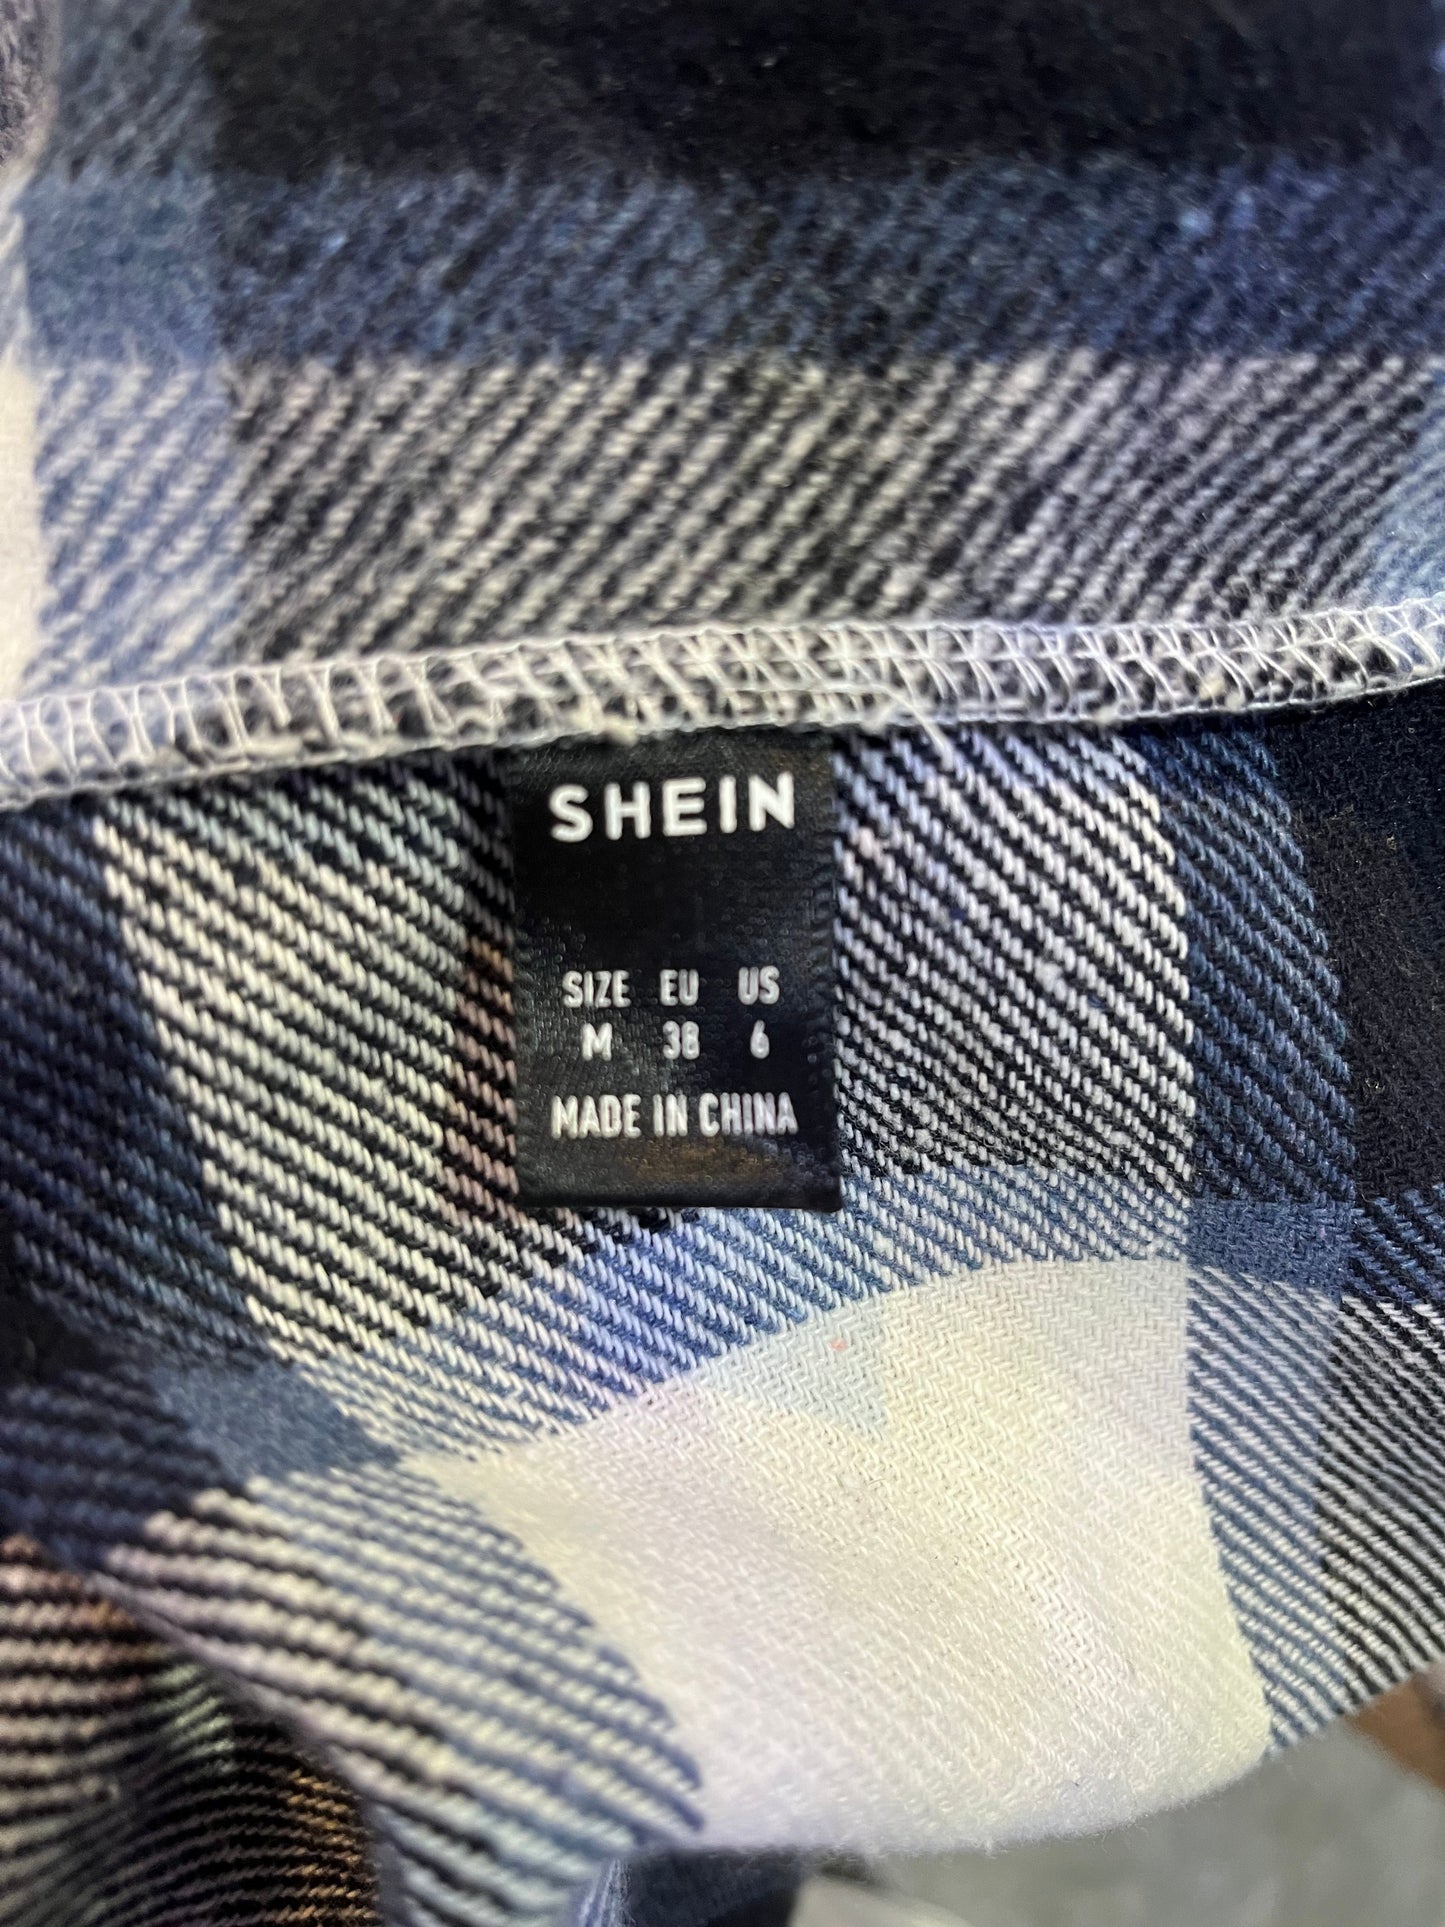 SHEIN
SIZE EU US
M 38 6
MADE IN CHINA